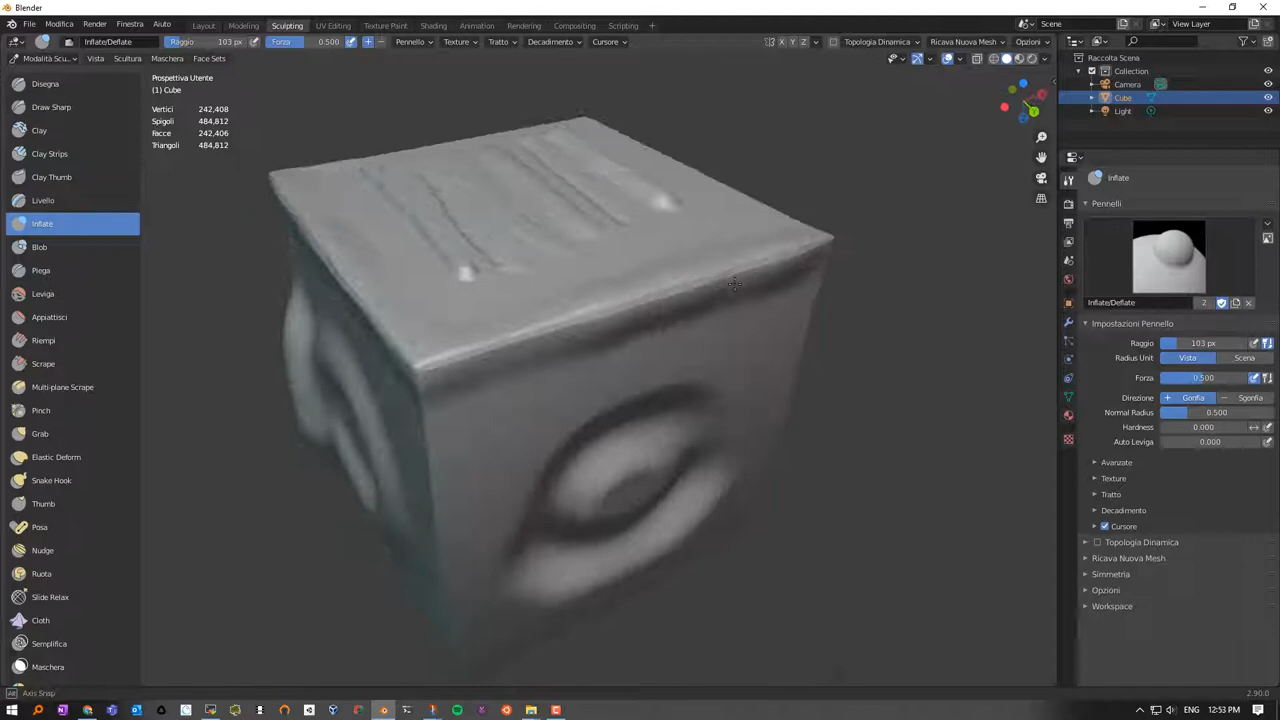 Blender
File Modifica Render Finestra Aiuto Layout Modeling Sculpting UV Editing Texture Paint Shading Animation Rendering Compositing Scripting + Scene View Layer
Inflate/Deflate Raggio 103 px Forza 0.500 + − Pennello Texture Tratto Decadimento Cursore X Y Z Topologia Dinamica Ricava Nuova Mesh Opzioni
Modalità Scu... Vista Scultura Maschera Face Sets
Prospettiva Utente
(1) Cube
Vertici 242,408
Spigoli 484,812
Facce 242,406
Triangoli 484,812
Disegna
Draw Sharp
Clay
Clay Strips
Clay Thumb
Livello
Inflate
Blob
Piega
Leviga
Appiattisci
Riempi
Scrape
Multi-plane Scrape
Pinch
Grab
Elastic Deform
Snake Hook
Thumb
Posa
Nudge
Ruota
Slide Relax
Cloth
Semplifica
Maschera
Raccolta Scena
Collection
Camera
Cube
Light
Inflate
Pennelli
Inflate/Deflate 2
Impostazioni Pennello
Raggio 103 px
Radius Unit Vista Scena
Forza 0.500
Direzione + Gonfia − Sgonfia
Normal Radius 0.500
Hardness 0.000
Auto Leviga 0.000
Avanzate
Texture
Tratto
Decadimento
Cursore
Topologia Dinamica
Ricava Nuova Mesh
Simmetria
Opzioni
Workspace
Axis Snap 2.90.0
12:53 PM